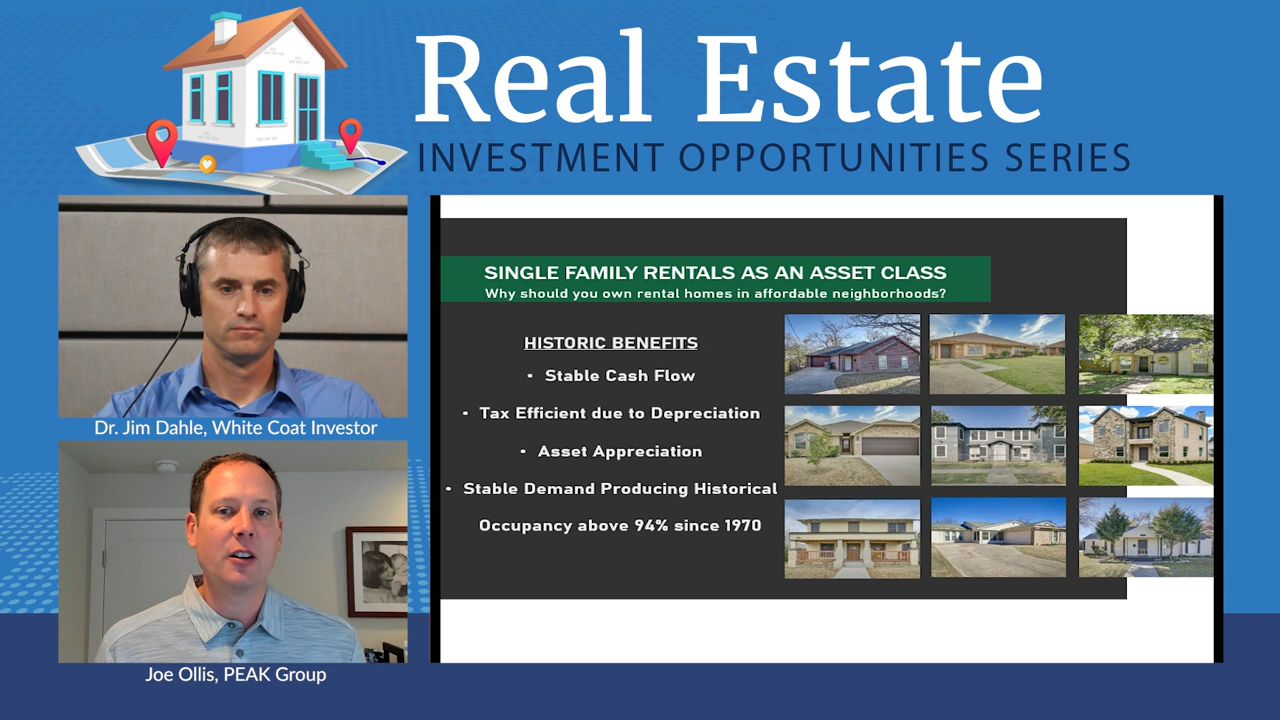 Real Estate
INVESTMENT OPPORTUNITIES SERIES
Dr. Jim Dahle, White Coat Investor
Joe Ollis, PEAK Group
SINGLE FAMILY RENTALS AS AN ASSET CLASS
Why should you own rental homes in affordable neighborhoods?
HISTORIC BENEFITS
• Stable Cash Flow
• Tax Efficient due to Depreciation
• Asset Appreciation
• Stable Demand Producing Historical
Occupancy above 94% since 1970